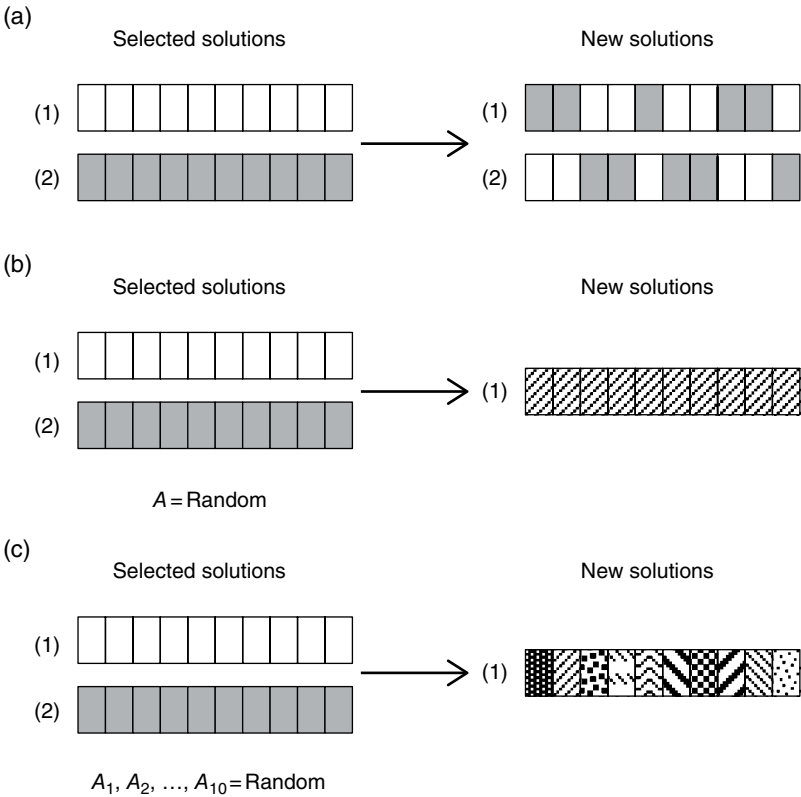 (a)
Selected solutions New solutions
(1) (1)
(2) (2)
(b)
Selected solutions New solutions
(1)
(1)
(2)
A = Random
(c)
Selected solutions New solutions
(1)
(1)
(2)
A1, A2, …, A10 = Random